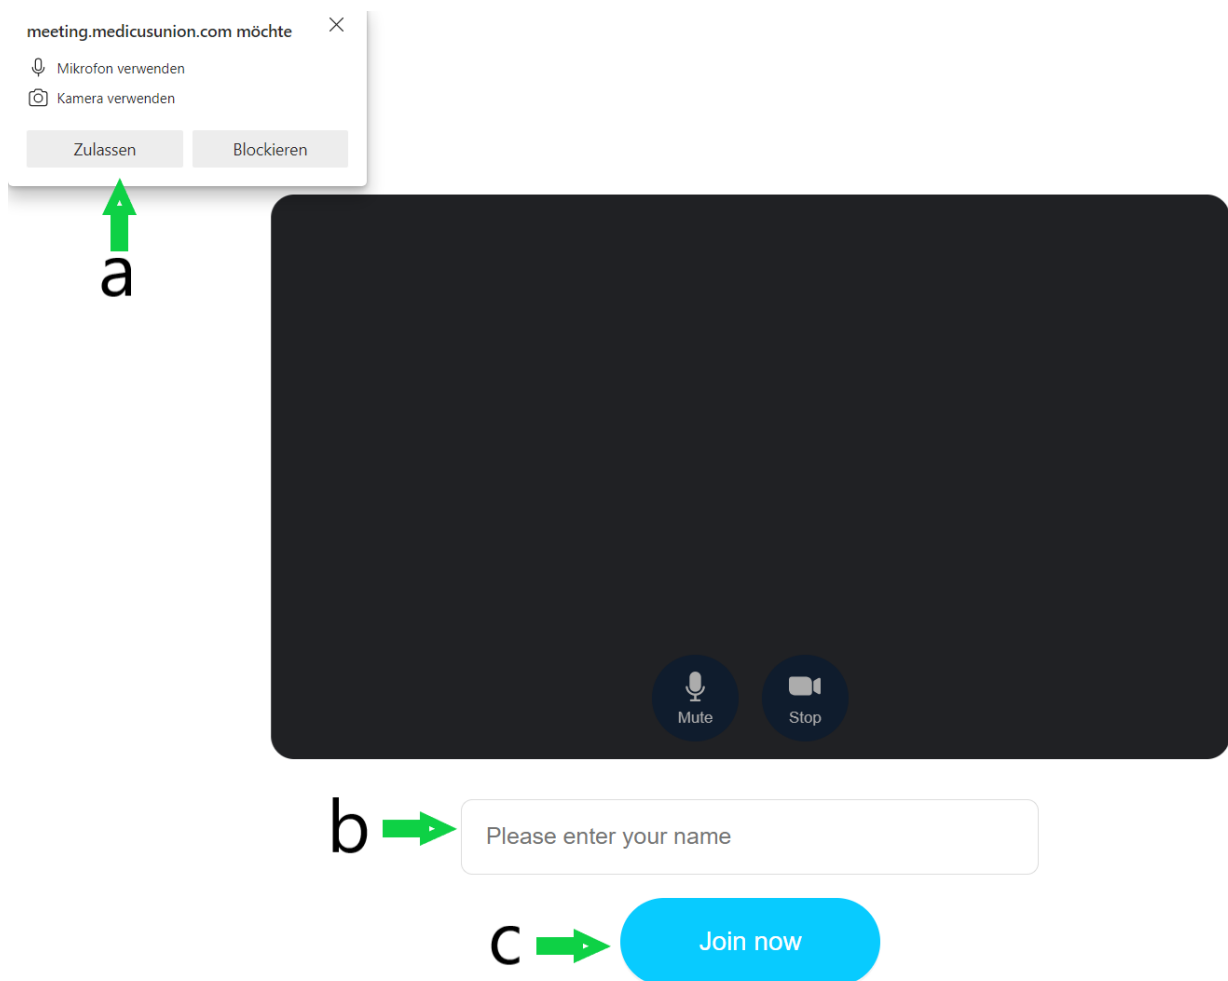 meeting.medicusunion.com möchte
Mikrofon verwenden
Kamera verwenden
Zulassen Blockieren
a
Mute Stop
b Please enter your name
c Join now